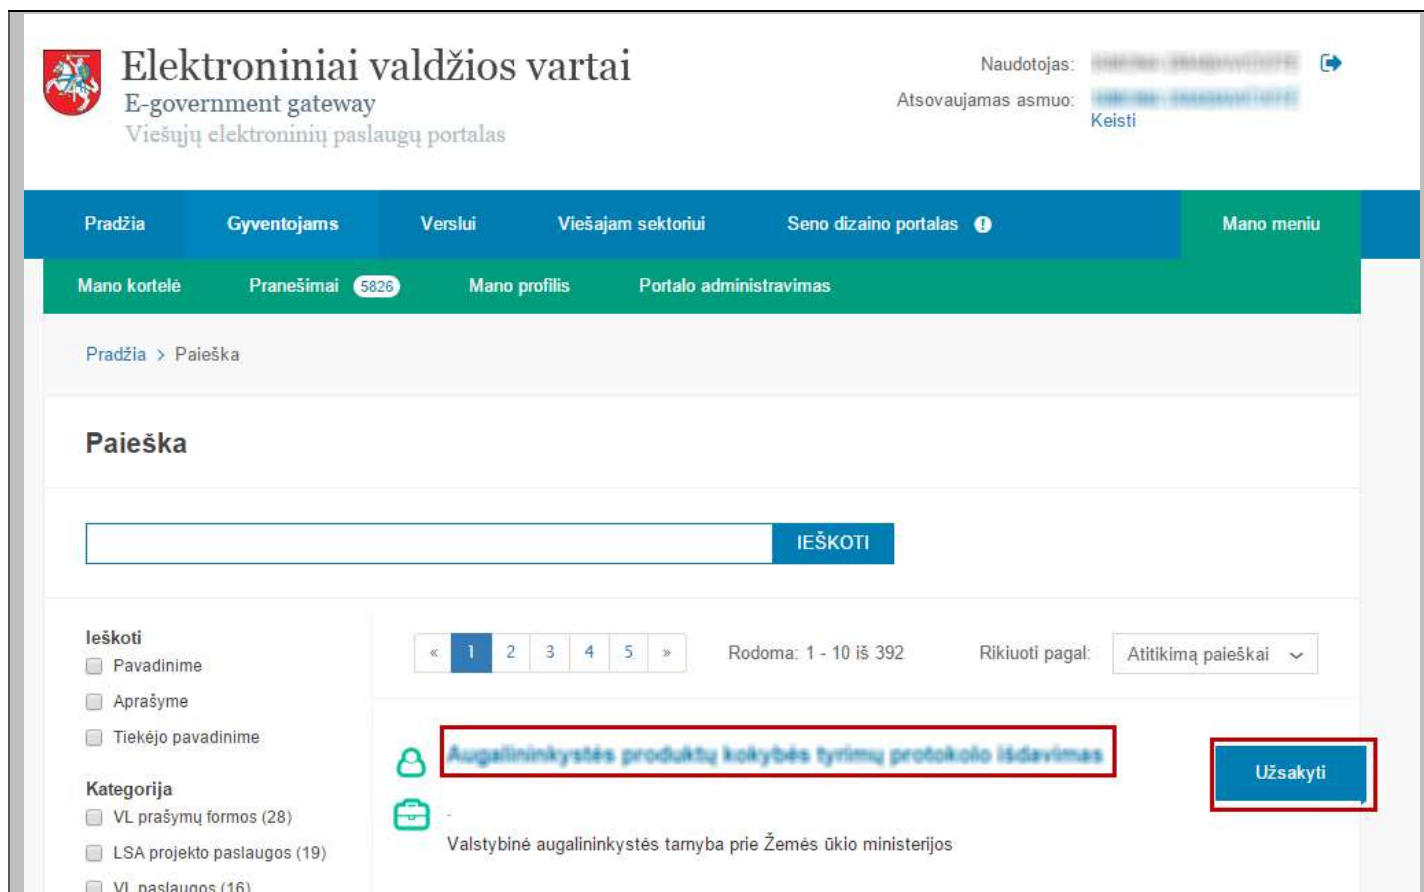 Elektroniniai valdžios vartai
E-government gateway
Viešųjų elektroninių paslaugų portalas
Naudotojas:
Atsovaujamas asmuo:
Keisti
Pradžia Gyventojams Verslui Viešajam sektoriui Seno dizaino portalas Mano meniu
Mano kortelė Pranešimai 5826 Mano profilis Portalo administravimas
Pradžia > Paieška
Paieška
IEŠKOTI
Ieškoti
Pavadinime
Aprašyme
Tiekėjo pavadinime
Kategorija
VL prašymų formos (28)
LSA projekto paslaugos (19)
VL paslaugos (16)
« 1 2 3 4 5 » Rodoma: 1 - 10 iš 392 Rikiuoti pagal: Atitikimą paieškai
Augalininkystės produktų kokybės tyrimų protokolo išdavimas
Užsakyti
-
Valstybinė augalininkystės tarnyba prie Žemės ūkio ministerijos